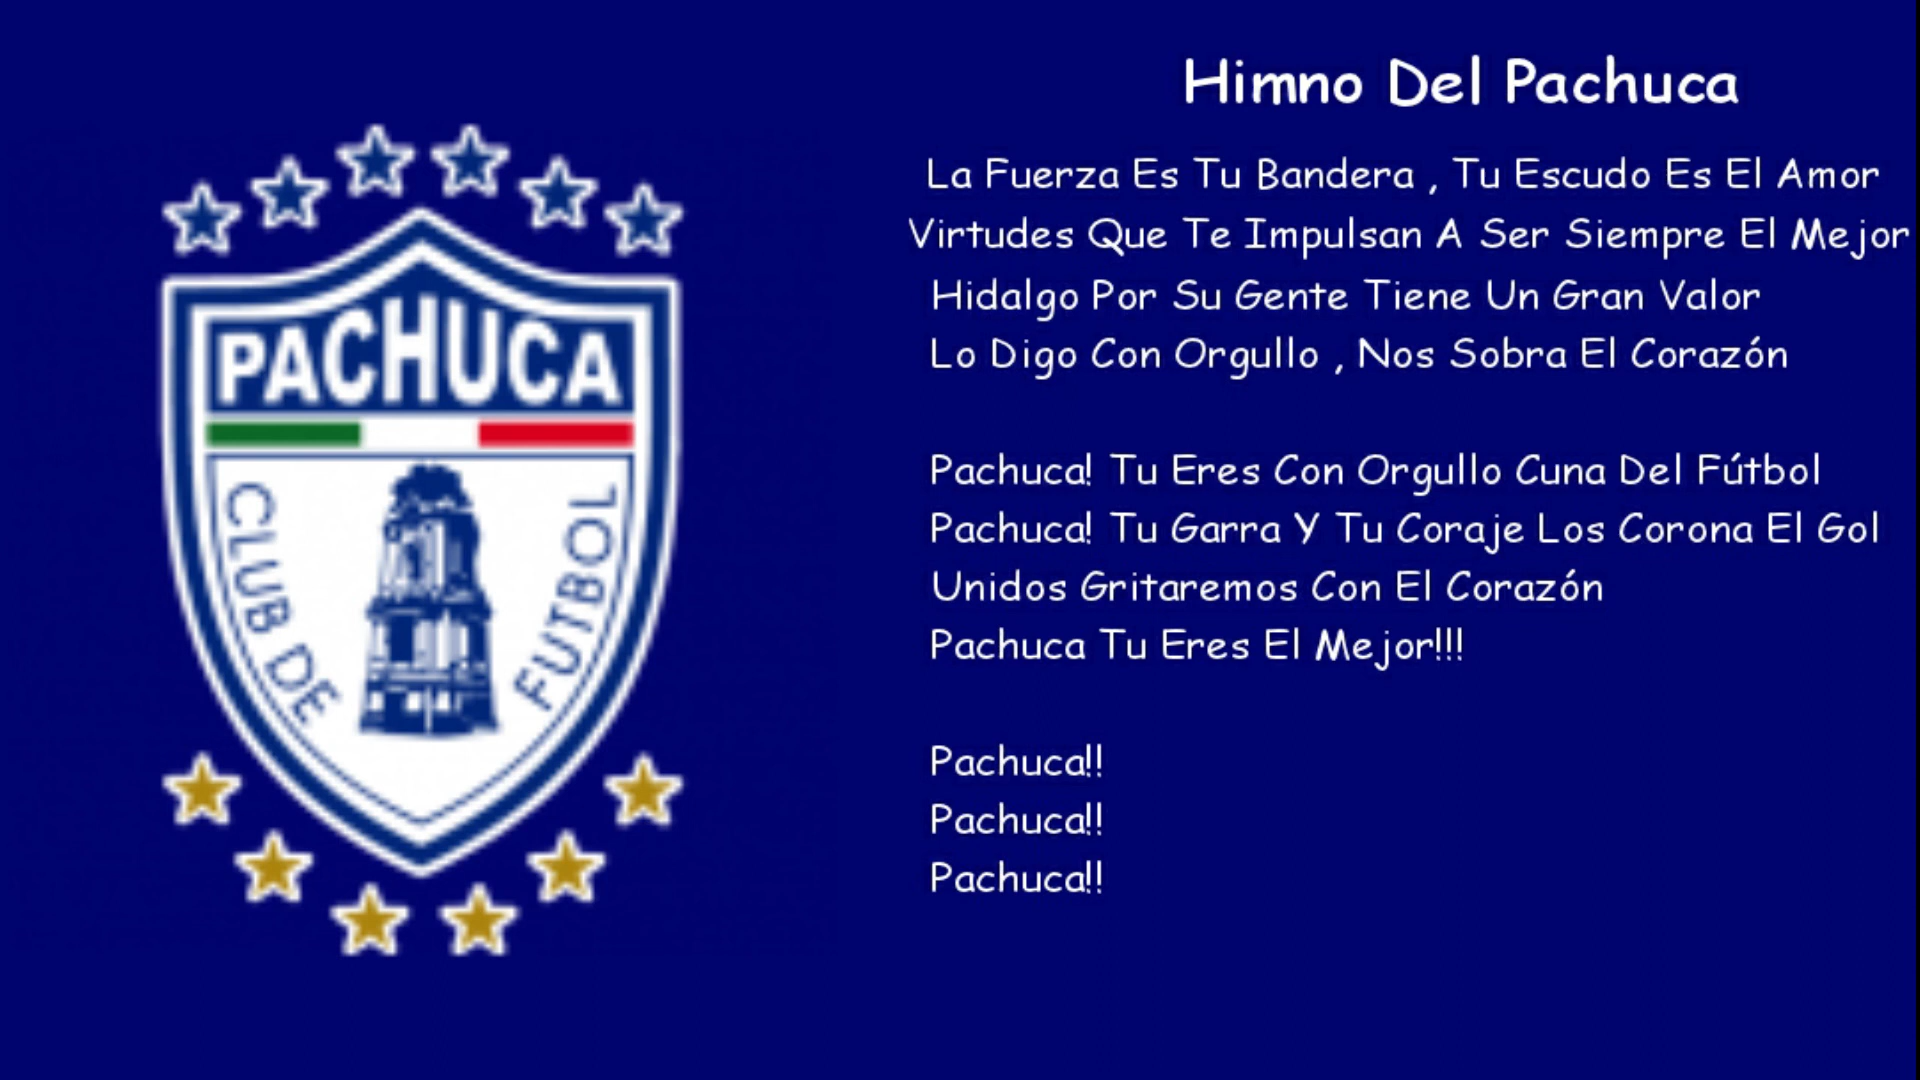 PACHUCA
CLUB DE
FUTBOL
Himno Del Pachuca
La Fuerza Es Tu Bandera , Tu Escudo Es El Amor
Virtudes Que Te Impulsan A Ser Siempre El Mejor
Hidalgo Por Su Gente Tiene Un Gran Valor
Lo Digo Con Orgullo , Nos Sobra El Corazón
Pachuca! Tu Eres Con Orgullo Cuna Del Fútbol
Pachuca! Tu Garra Y Tu Coraje Los Corona El Gol
Unidos Gritaremos Con El Corazón
Pachuca Tu Eres El Mejor!!!
Pachuca!!
Pachuca!!
Pachuca!!